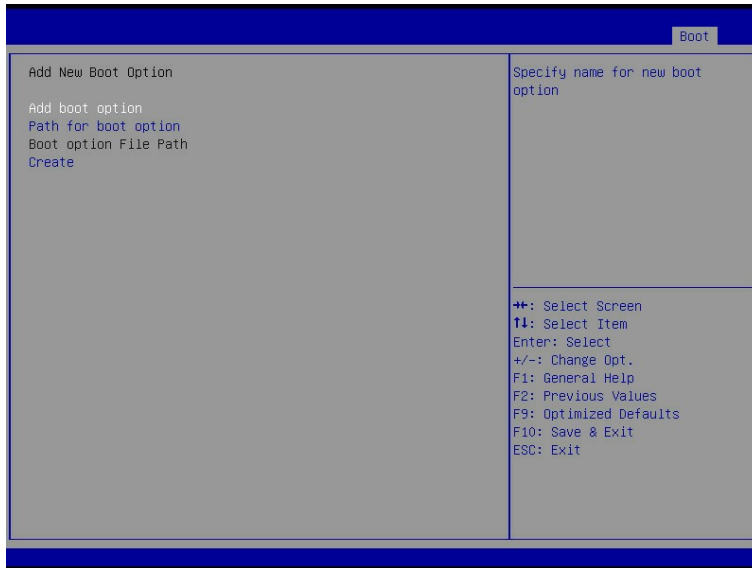 Boot
Add New Boot Option
Add boot option
Path for boot option
Boot option File Path
Create
Specify name for new boot
option
→←: Select Screen
↑↓: Select Item
Enter: Select
+/-: Change Opt.
F1: General Help
F2: Previous Values
F9: Optimized Defaults
F10: Save & Exit
ESC: Exit